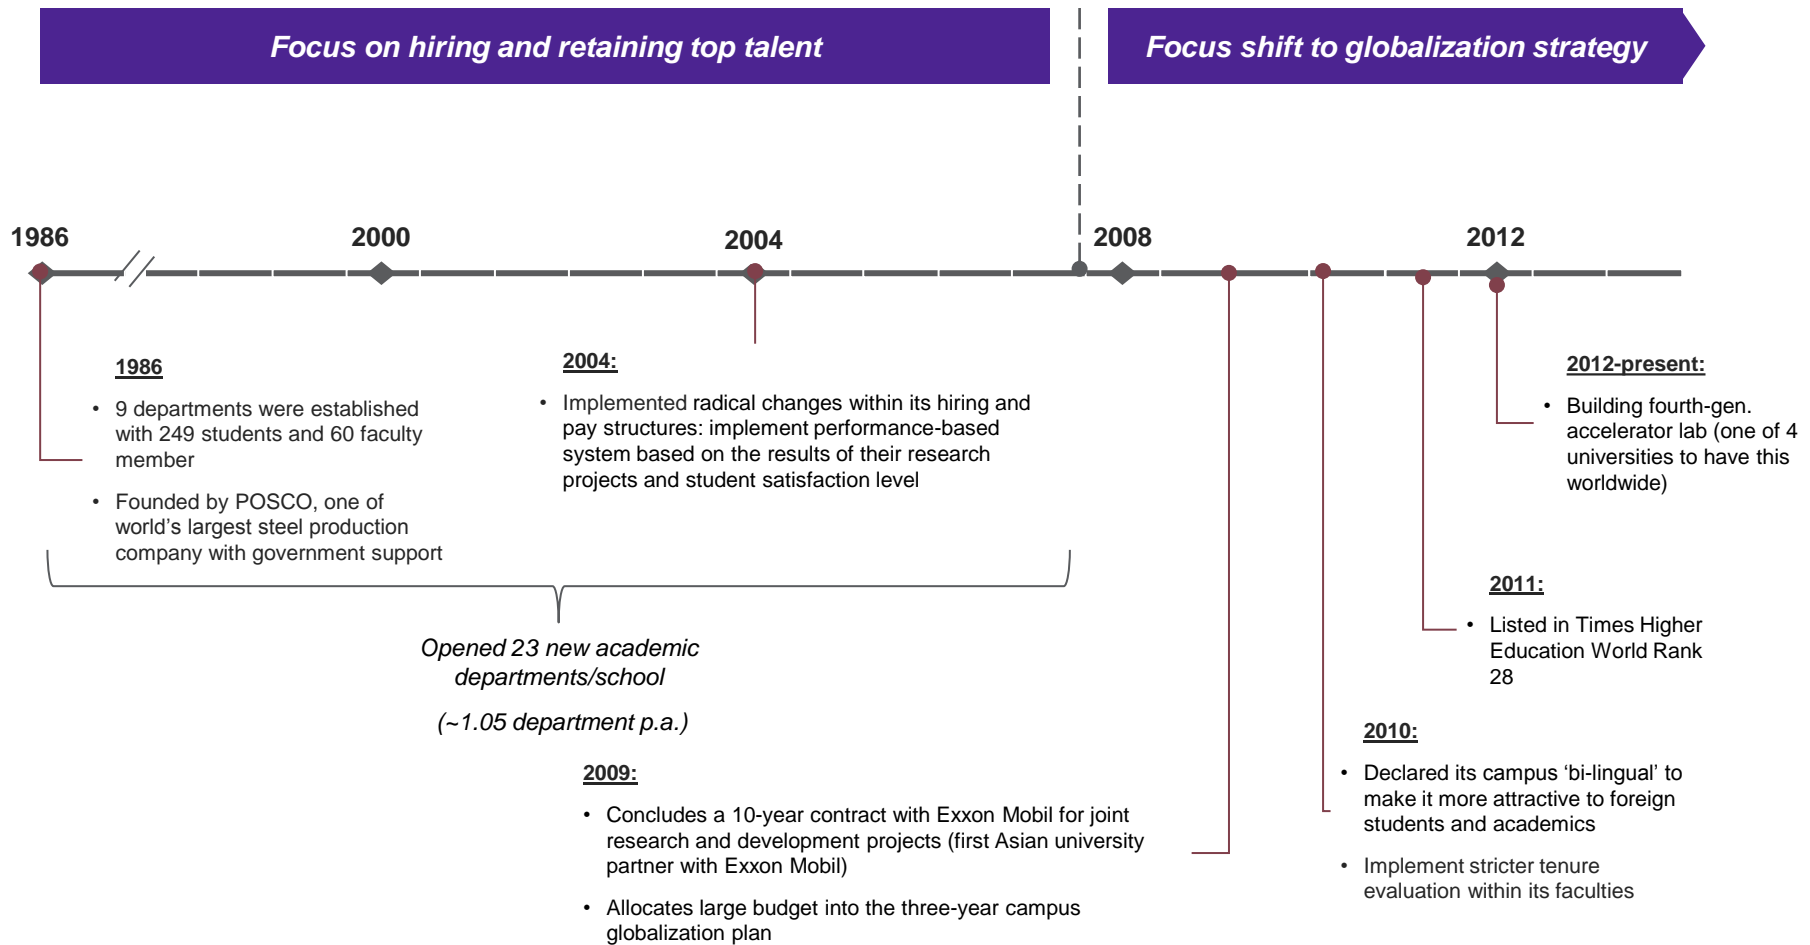 Focus on hiring and retaining top talent
Focus shift to globalization strategy
1986
2000
2004
2008
2012
1986
• 9 departments were established
with 249 students and 60 faculty
member
• Founded by POSCO, one of
world’s largest steel production
company with government support
2004:
• Implemented radical changes within its hiring and
pay structures: implement performance-based
system based on the results of their research
projects and student satisfaction level
2012-present:
• Building fourth-gen.
accelerator lab (one of 4
universities to have this
worldwide)
Opened 23 new academic
departments/school
(~1.05 department p.a.)
2011:
• Listed in Times Higher
Education World Rank
28
2009:
• Concludes a 10-year contract with Exxon Mobil for joint
research and development projects (first Asian university
partner with Exxon Mobil)
• Allocates large budget into the three-year campus
globalization plan
2010:
• Declared its campus ‘bi-lingual’ to
make it more attractive to foreign
students and academics
• Implement stricter tenure
evaluation within its faculties